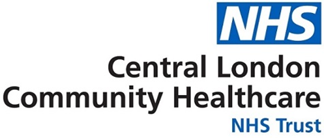 NHS
Central London
Community Healthcare
NHS Trust